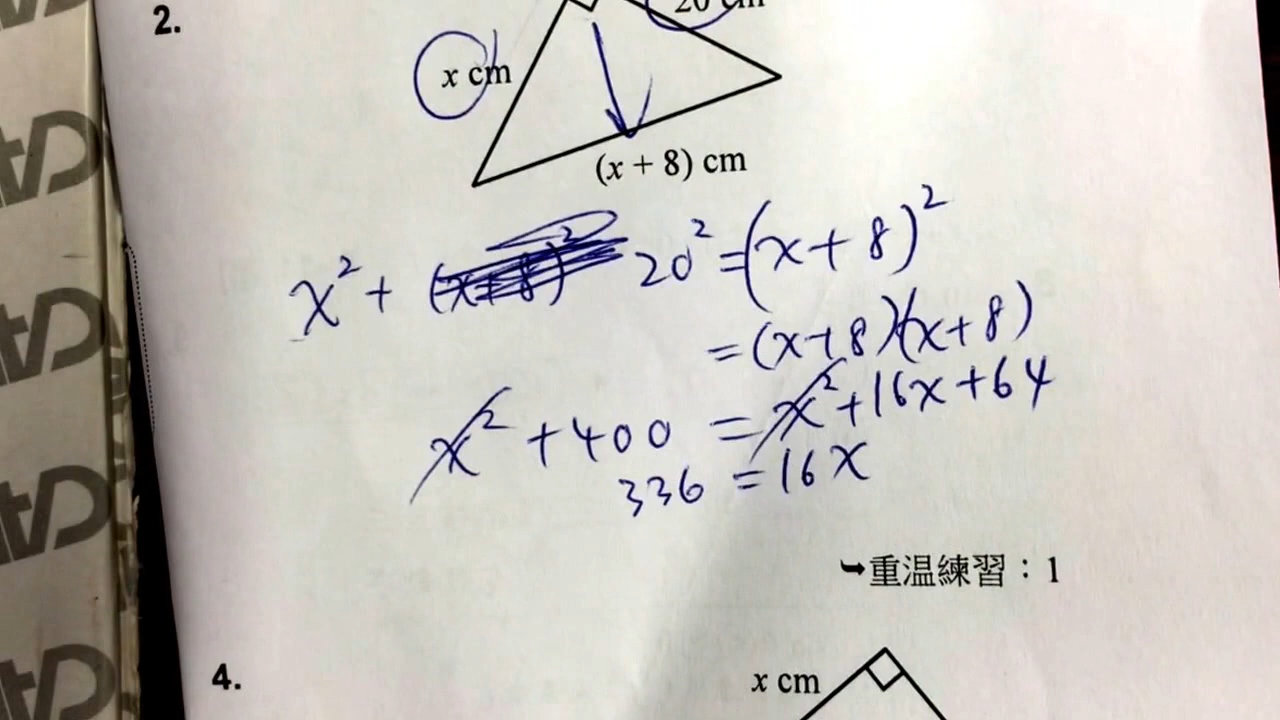 2.
20 cm
x cm
(x + 8) cm
x² + 20² = (x + 8)²
= (x+8)(x+8)
x² + 400 = x² + 16x + 64
336 = 16x
➥重温練習：1
4.
x cm